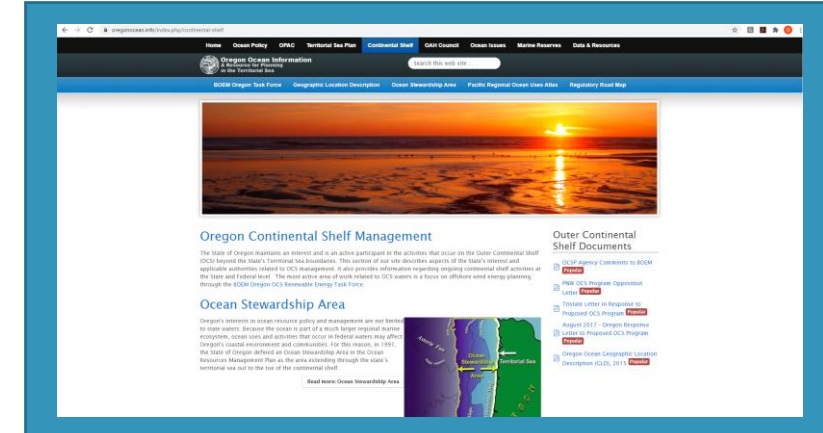 oregonocean.info/index.php/continental-shelf
Home Ocean Policy OPAC Territorial Sea Plan Continental Shelf GAH Council Ocean Issues Marine Reserves Data & Resources
Oregon Ocean Information
A Resource for Planning
in the Territorial Sea
Search this web site...
BOEM Oregon Task Force Geographic Location Description Ocean Stewardship Area Pacific Regional Ocean Uses Atlas Regulatory Road Map
Oregon Continental Shelf Management
The State of Oregon maintains an interest and is an active participant in the activities that occur on the Outer Continental Shelf
(OCS) beyond the State's Territorial Sea boundaries. This section of our site describes aspects of the State's interest and
applicable authorities related to OCS management. It also provides information regarding ongoing continental shelf activities at
the State and Federal level. The most active area of work related to OCS waters is a focus on offshore wind energy planning,
through the BOEM Oregon OCS Renewable Energy Task Force.
Ocean Stewardship Area
Oregon's interests in ocean resource policy and management are not limited
to state waters. Because the ocean is part of a much larger regional marine
ecosystem, ocean uses and activities that occur in federal waters may affect
Oregon's coastal environment and communities. For this reason, in 1991,
the State of Oregon defined an Ocean Stewardship Area in the Ocean
Resources Management Plan as the area extending through the state's
territorial sea out to the toe of the continental shelf.
Read more: Ocean Stewardship Area
Astoria Fan
Ocean
Stewardship
Area
Territorial Sea
Outer Continental
Shelf Documents
OCSP Agency Comments to BOEM
Popular
PNW OCS Program Opposition
Letter Popular
Tristate Letter in Response to
Proposed OCS Program Popular
August 2017 - Oregon Response
Letter to Proposed OCS Program
Popular
Oregon Ocean Geographic Location
Description (GLD), 2015 Popular